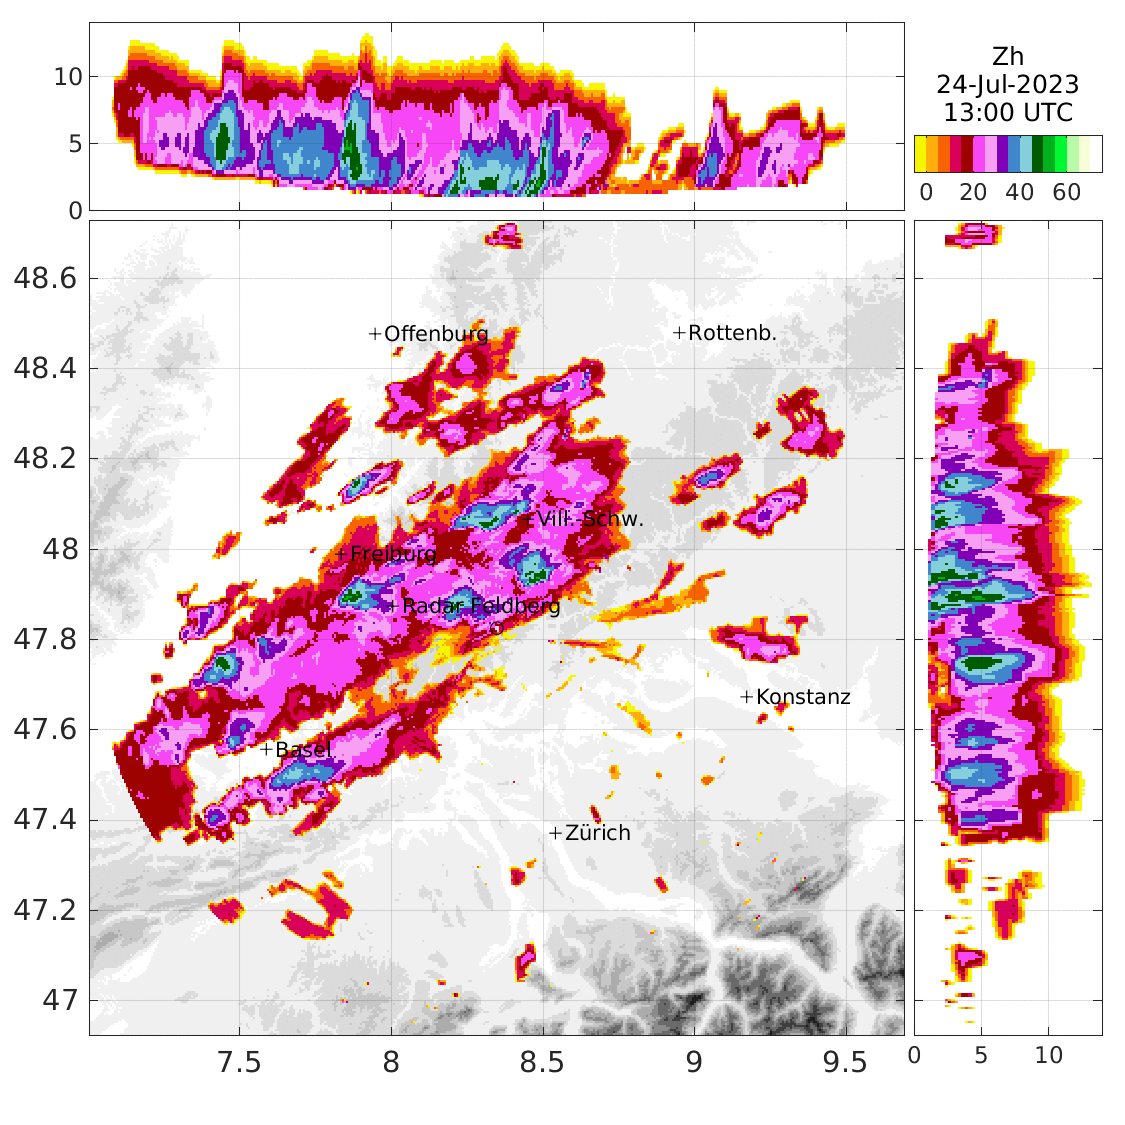 10
5
0
Zh
24-Jul-2023
13:00 UTC
0 20 40 60
48.6
48.4
48.2
48
47.8
47.6
47.4
47.2
47
+Offenburg
+Rottenb.
+Vill.-Schw.
+Freiburg
+Radar Feldberg
+Konstanz
+Basel
+Zürich
7.5 8 8.5 9 9.5
0 5 10